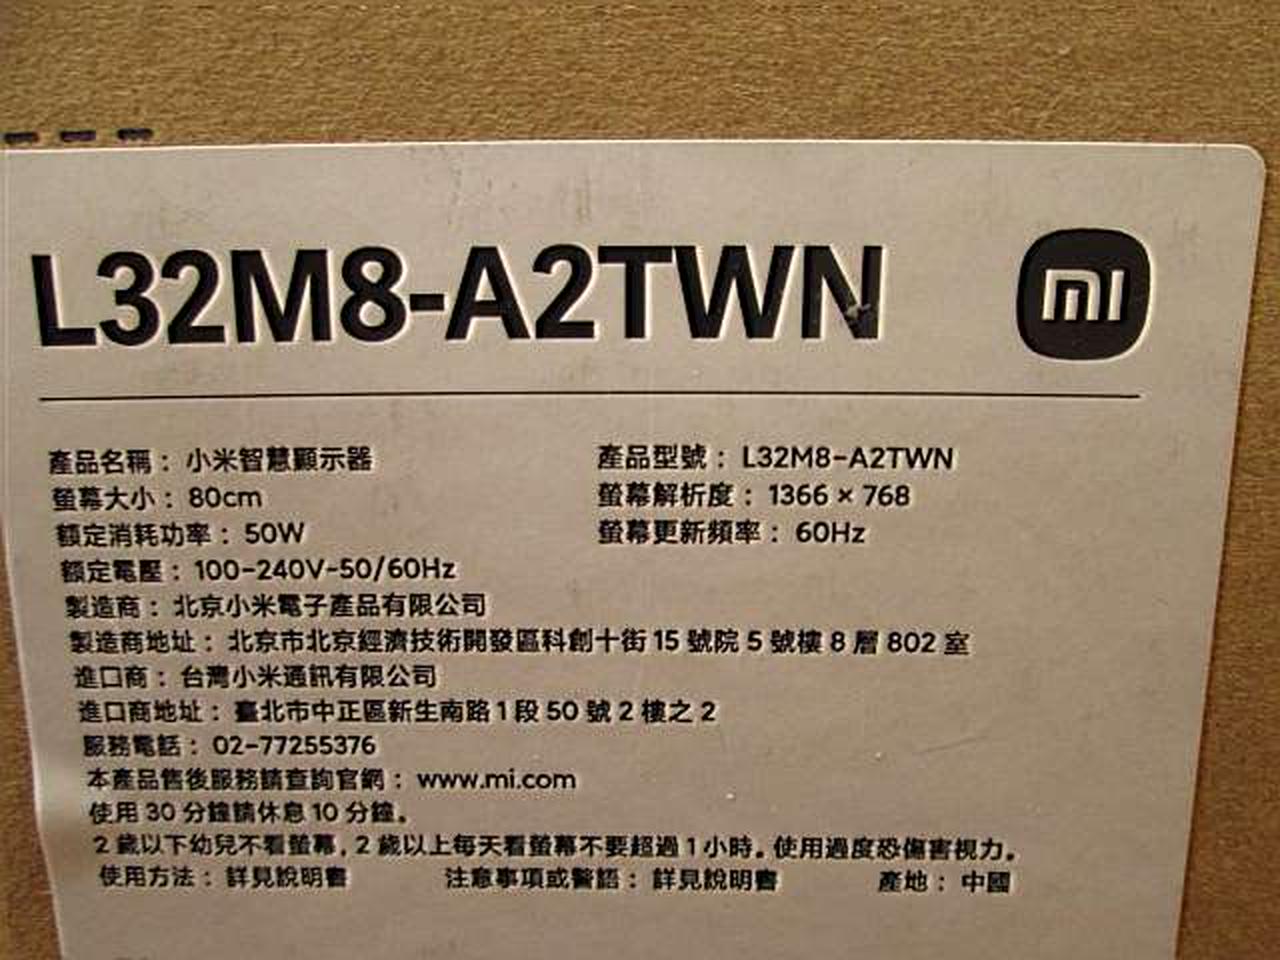 L32M8-A2TWN
mi
產品名稱：小米智慧顯示器 產品型號：L32M8-A2TWN
螢幕大小：80cm 螢幕解析度：1366 × 768
額定消耗功率：50W 螢幕更新頻率：60Hz
額定電壓：100-240V~50/60Hz
製造商：北京小米電子產品有限公司
製造商地址：北京市北京經濟技術開發區科創十街 15 號院 5 號樓 8 層 802 室
進口商：台灣小米通訊有限公司
進口商地址：臺北市中正區新生南路 1 段 50 號 2 樓之 2
服務電話：02-77255376
本產品售後服務請查詢官網：www.mi.com
使用 30 分鐘請休息 10 分鐘。
2 歲以下幼兒不看螢幕，2 歲以上每天看螢幕不要超過 1 小時。使用過度恐傷害視力。
使用方法：詳見說明書 注意事項或警語：詳見說明書 產地：中國